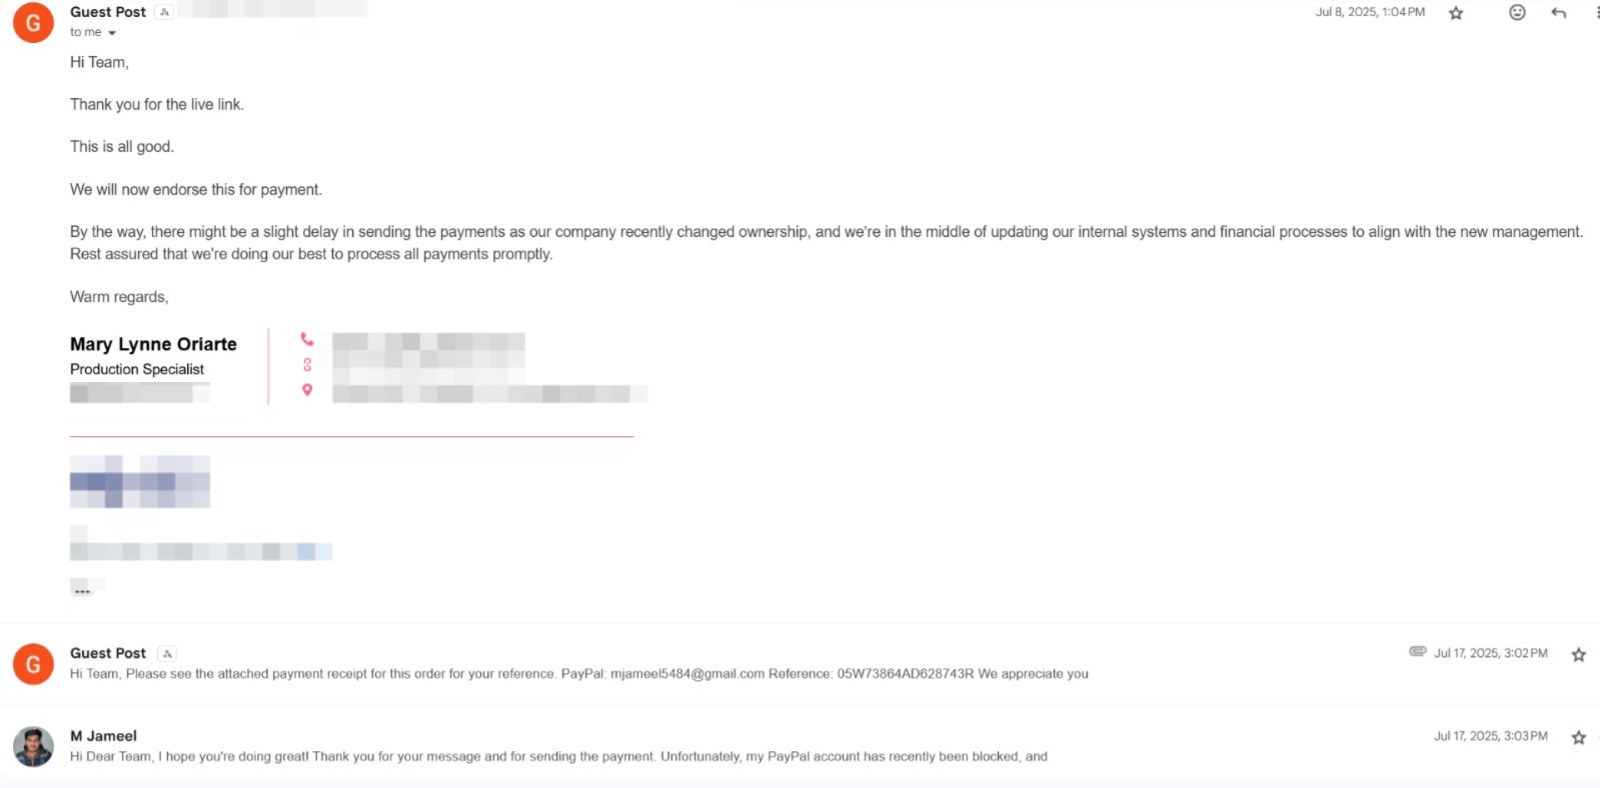 G
Guest Post
Jul 8, 2025, 1:04 PM
to me
Hi Team,
Thank you for the live link.
This is all good.
We will now endorse this for payment.
By the way, there might be a slight delay in sending the payments as our company recently changed ownership, and we're in the middle of updating our internal systems and financial processes to align with the new management.
Rest assured that we're doing our best to process all payments promptly.
Warm regards,
Mary Lynne Oriarte
Production Specialist
...
G
Guest Post
Jul 17, 2025, 3:02 PM
Hi Team, Please see the attached payment receipt for this order for your reference. PayPal: mjameel5484@gmail.com Reference: 05W73864AD628743R We appreciate you
M Jameel
Jul 17, 2025, 3:03 PM
Hi Dear Team, I hope you're doing great! Thank you for your message and for sending the payment. Unfortunately, my PayPal account has recently been blocked, and